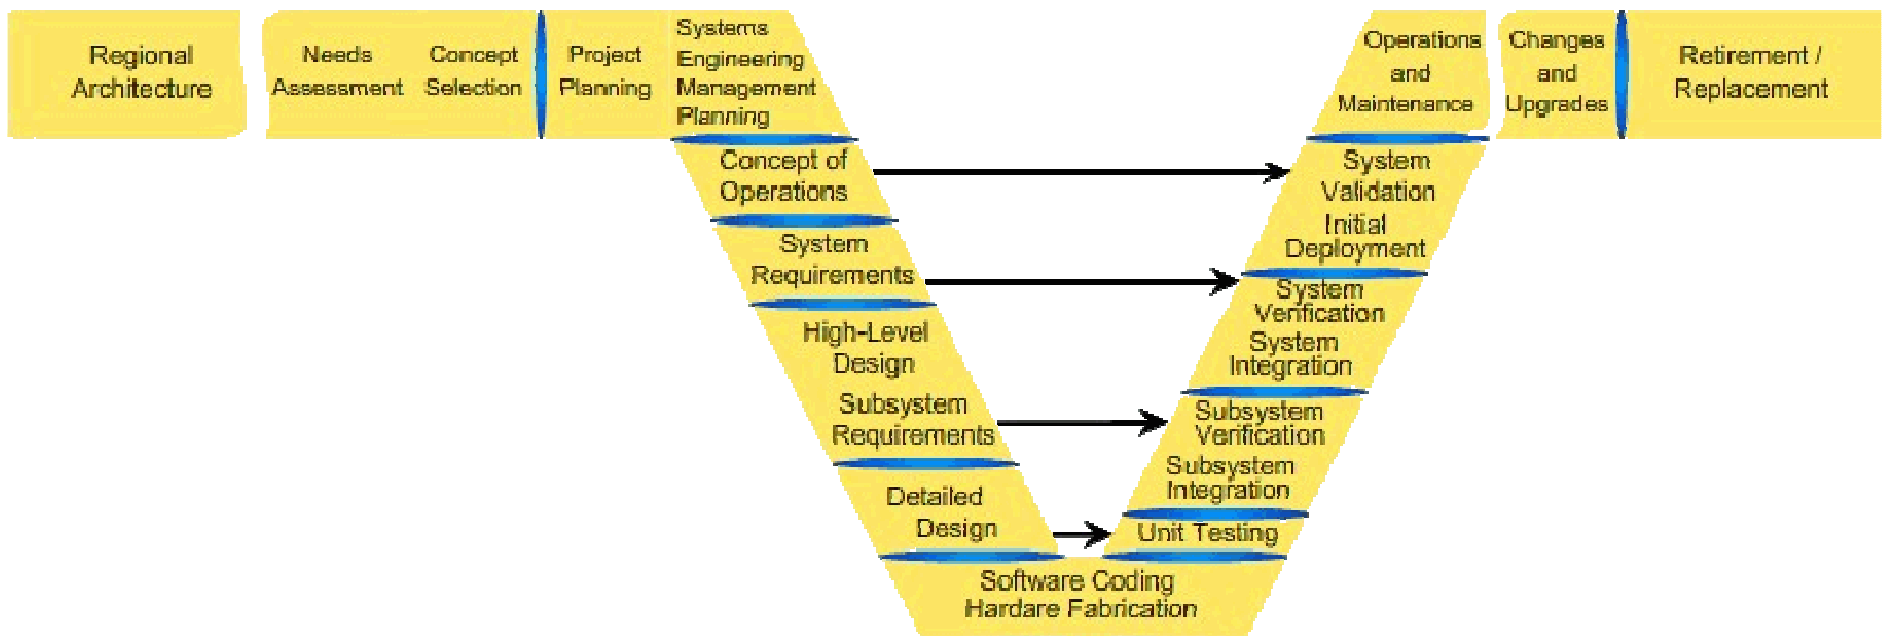 Regional
Architecture
Needs
Assessment
Concept
Selection
Project
Planning
Systems
Engineering
Management
Planning
Concept of
Operations
System
Requirements
High-Level
Design
Subsystem
Requirements
Detailed
Design
Software Coding
Hardare Fabrication
Unit Testing
Subsystem
Verification
Subsystem
Integration
System
Verification
System
Integration
System
Validation
Initial
Deployment
Operations
and
Maintenance
Changes
and
Upgrades
Retirement /
Replacement